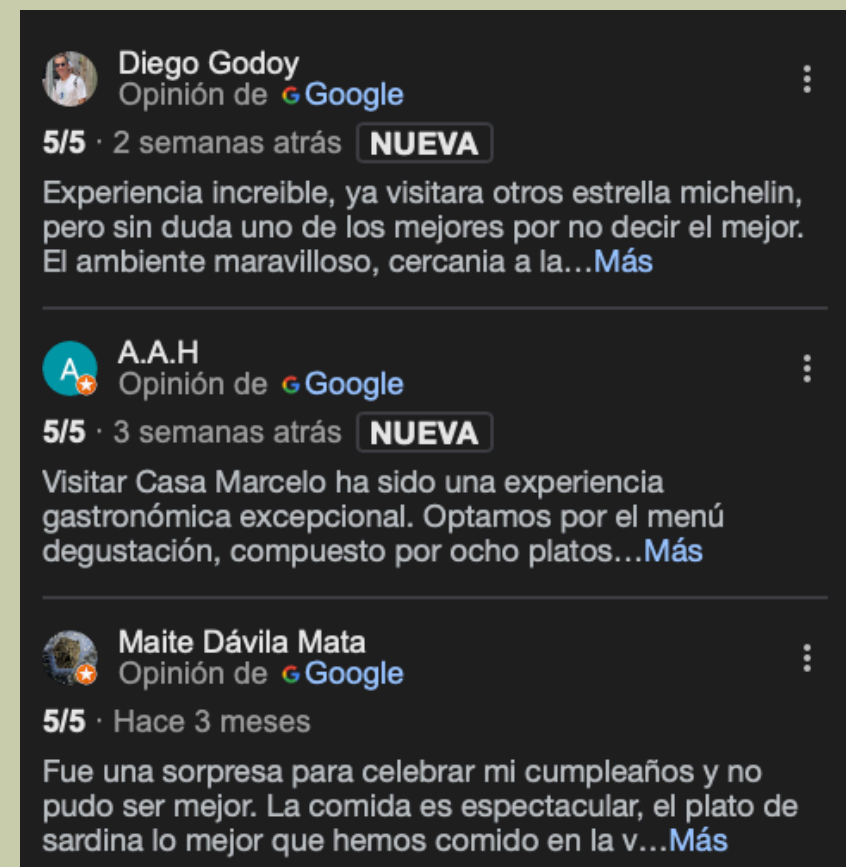 Diego Godoy
Opinión de Google
5/5 · 2 semanas atrás NUEVA
Experiencia increible, ya visitara otros estrella michelin,
pero sin duda uno de los mejores por no decir el mejor.
El ambiente maravilloso, cercania a la...Más
A
A.A.H
Opinión de Google
5/5 · 3 semanas atrás NUEVA
Visitar Casa Marcelo ha sido una experiencia
gastronómica excepcional. Optamos por el menú
degustación, compuesto por ocho platos...Más
Maite Dávila Mata
Opinión de Google
5/5 · Hace 3 meses
Fue una sorpresa para celebrar mi cumpleaños y no
pudo ser mejor. La comida es espectacular, el plato de
sardina lo mejor que hemos comido en la v...Más